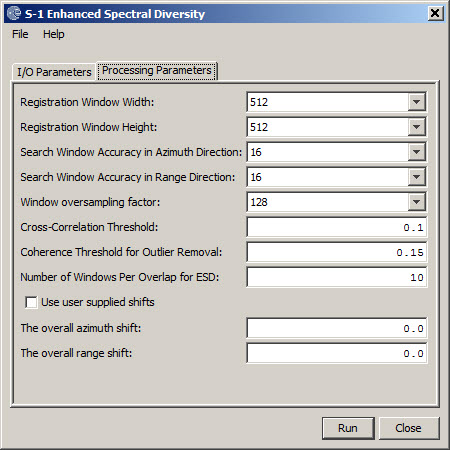 S-1 Enhanced Spectral Diversity
File Help
I/O Parameters Processing Parameters
Registration Window Width: 512
Registration Window Height: 512
Search Window Accuracy in Azimuth Direction: 16
Search Window Accuracy in Range Direction: 16
Window oversampling factor: 128
Cross-Correlation Threshold: 0.1
Coherence Threshold for Outlier Removal: 0.15
Number of Windows Per Overlap for ESD: 10
Use user supplied shifts
The overall azimuth shift: 0.0
The overall range shift: 0.0
Run Close